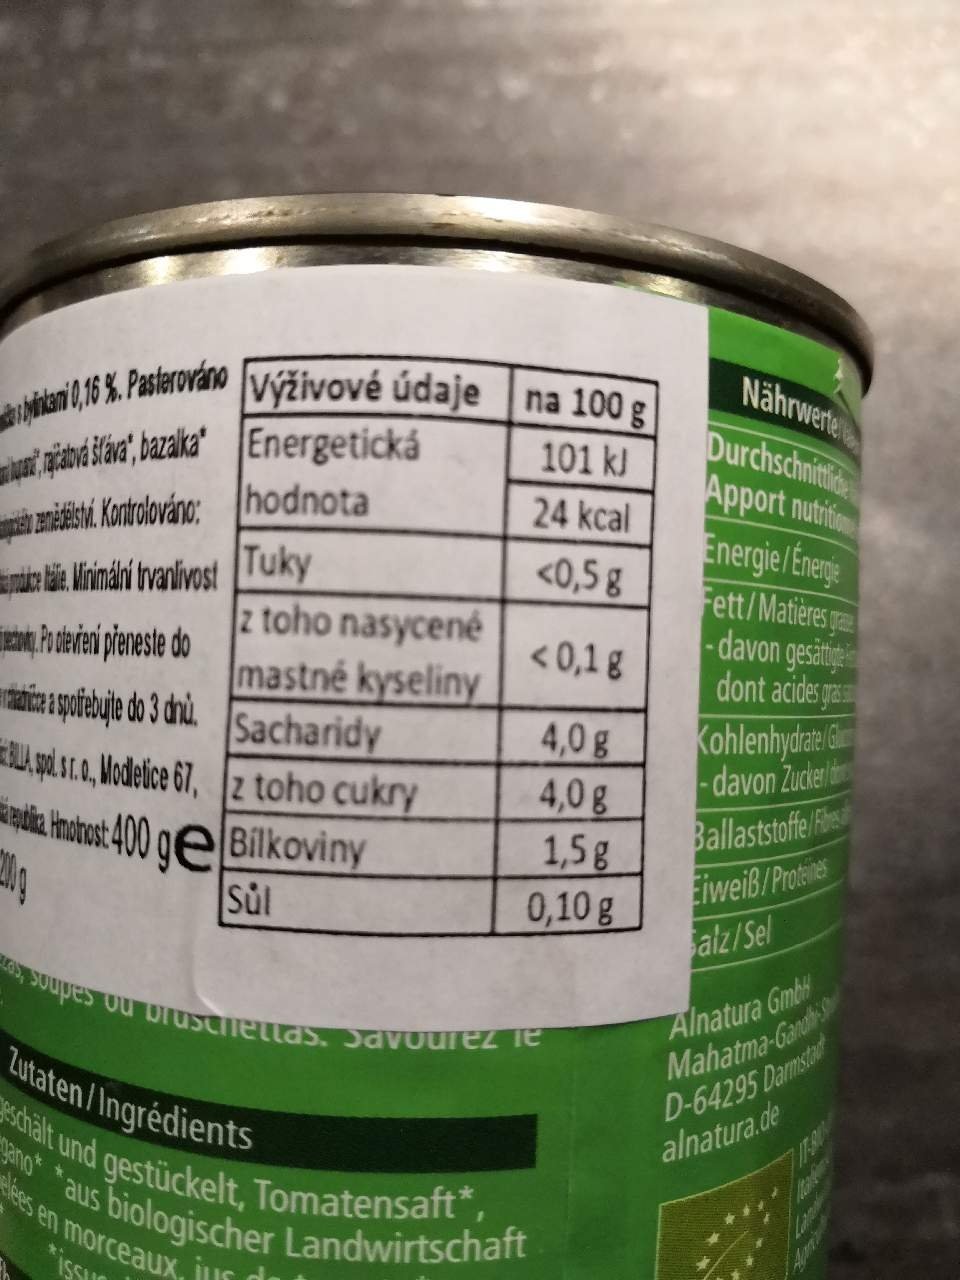 0,16 %. Pasterováno
rajčatová šťáva*, bazalka*
zemědělství. Kontrolováno:
Itálie. Minimální trvanlivost
Po otevření přeneste do
a spotřebujte do 3 dnů.
BILLA, spol. s r. o., Modletice 67,
republika. Hmotnost: 400 g e
200 g
Výživové údaje na 100 g
Energetická 101 kJ
hodnota 24 kcal
Tuky <0,5 g
z toho nasycené
mastné kyseliny < 0,1 g
Sacharidy 4,0 g
z toho cukry 4,0 g
Bílkoviny 1,5 g
Sůl 0,10 g
soupes ou bruschettas. Savourez le
Zutaten/Ingrédients
geschält und gestückelt, Tomatensaft*,
*aus biologischer Landwirtschaft
en morceaux, jus
Nährwerte/
Durchschnittliche
Apport
Energie/Énergie
Fett/Matières
- davon
dont acides gras
Kohlenhydrate/
- davon Zucker/
Ballaststoffe/
Eiweiß/Protéines
Salz/Sel
Alnatura GmbH
Mahatma-Gandhi-
D-64295 Darmstadt
alnatura.de